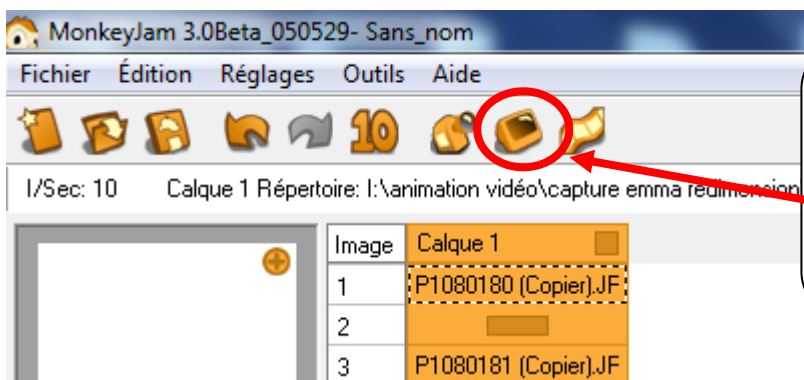 MonkeyJam 3.0Beta_050529- Sans_nom
Fichier Édition Réglages Outils Aide
10
I/Sec: 10 Calque 1 Répertoire: I:\animation vidéo\capture emma redimension
Image Calque 1
1 P1080180 (Copier).JF
2
3 P1080181 (Copier).JF